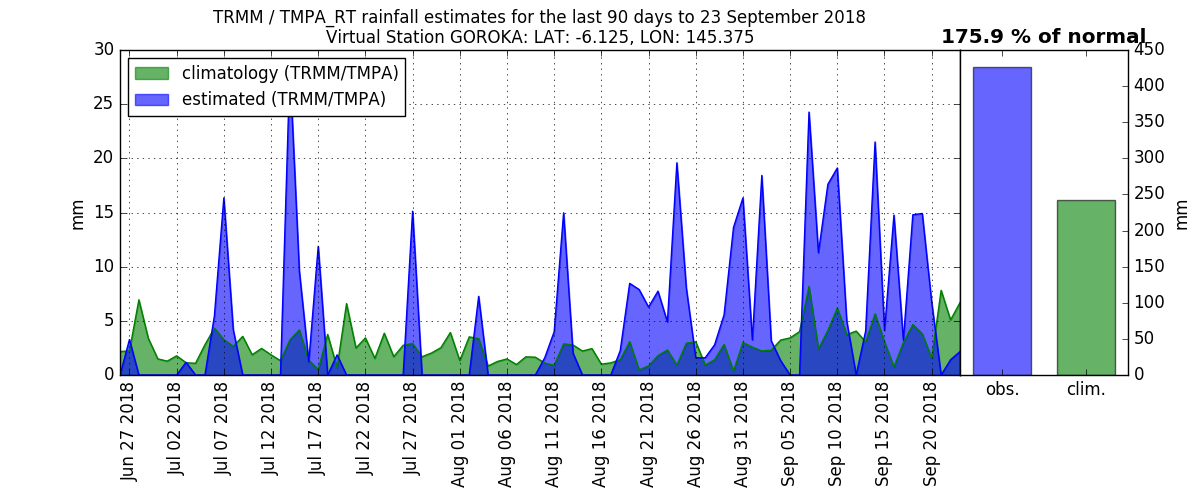 TRMM / TMPA_RT rainfall estimates for the last 90 days to 23 September 2018
Virtual Station GOROKA: LAT: -6.125, LON: 145.375
175.9 % of normal
climatology (TRMM/TMPA)
estimated (TRMM/TMPA)
mm
30
25
20
15
10
5
0
Jun 27 2018
Jul 02 2018
Jul 07 2018
Jul 12 2018
Jul 17 2018
Jul 22 2018
Jul 27 2018
Aug 01 2018
Aug 06 2018
Aug 11 2018
Aug 16 2018
Aug 21 2018
Aug 26 2018
Aug 31 2018
Sep 05 2018
Sep 10 2018
Sep 15 2018
Sep 20 2018
obs.
clim.
450
400
350
300
250
200
150
100
50
0
mm